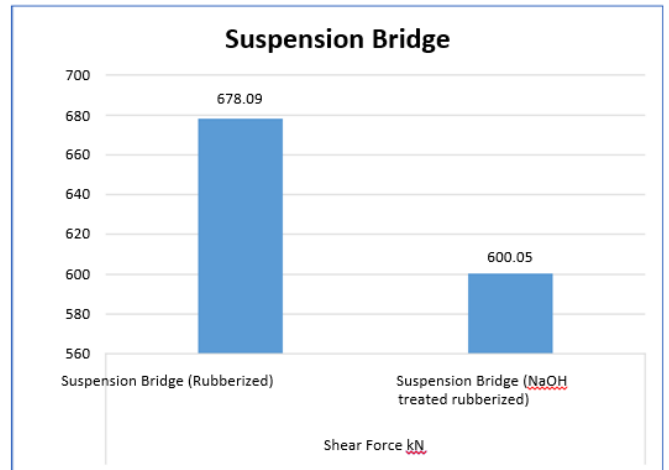 Suspension Bridge
700
678.09
680
660
640
620
600.05
600
580
560
Suspension Bridge (Rubberized)
Suspension Bridge (NaOH
treated rubberized)
Shear Force kN